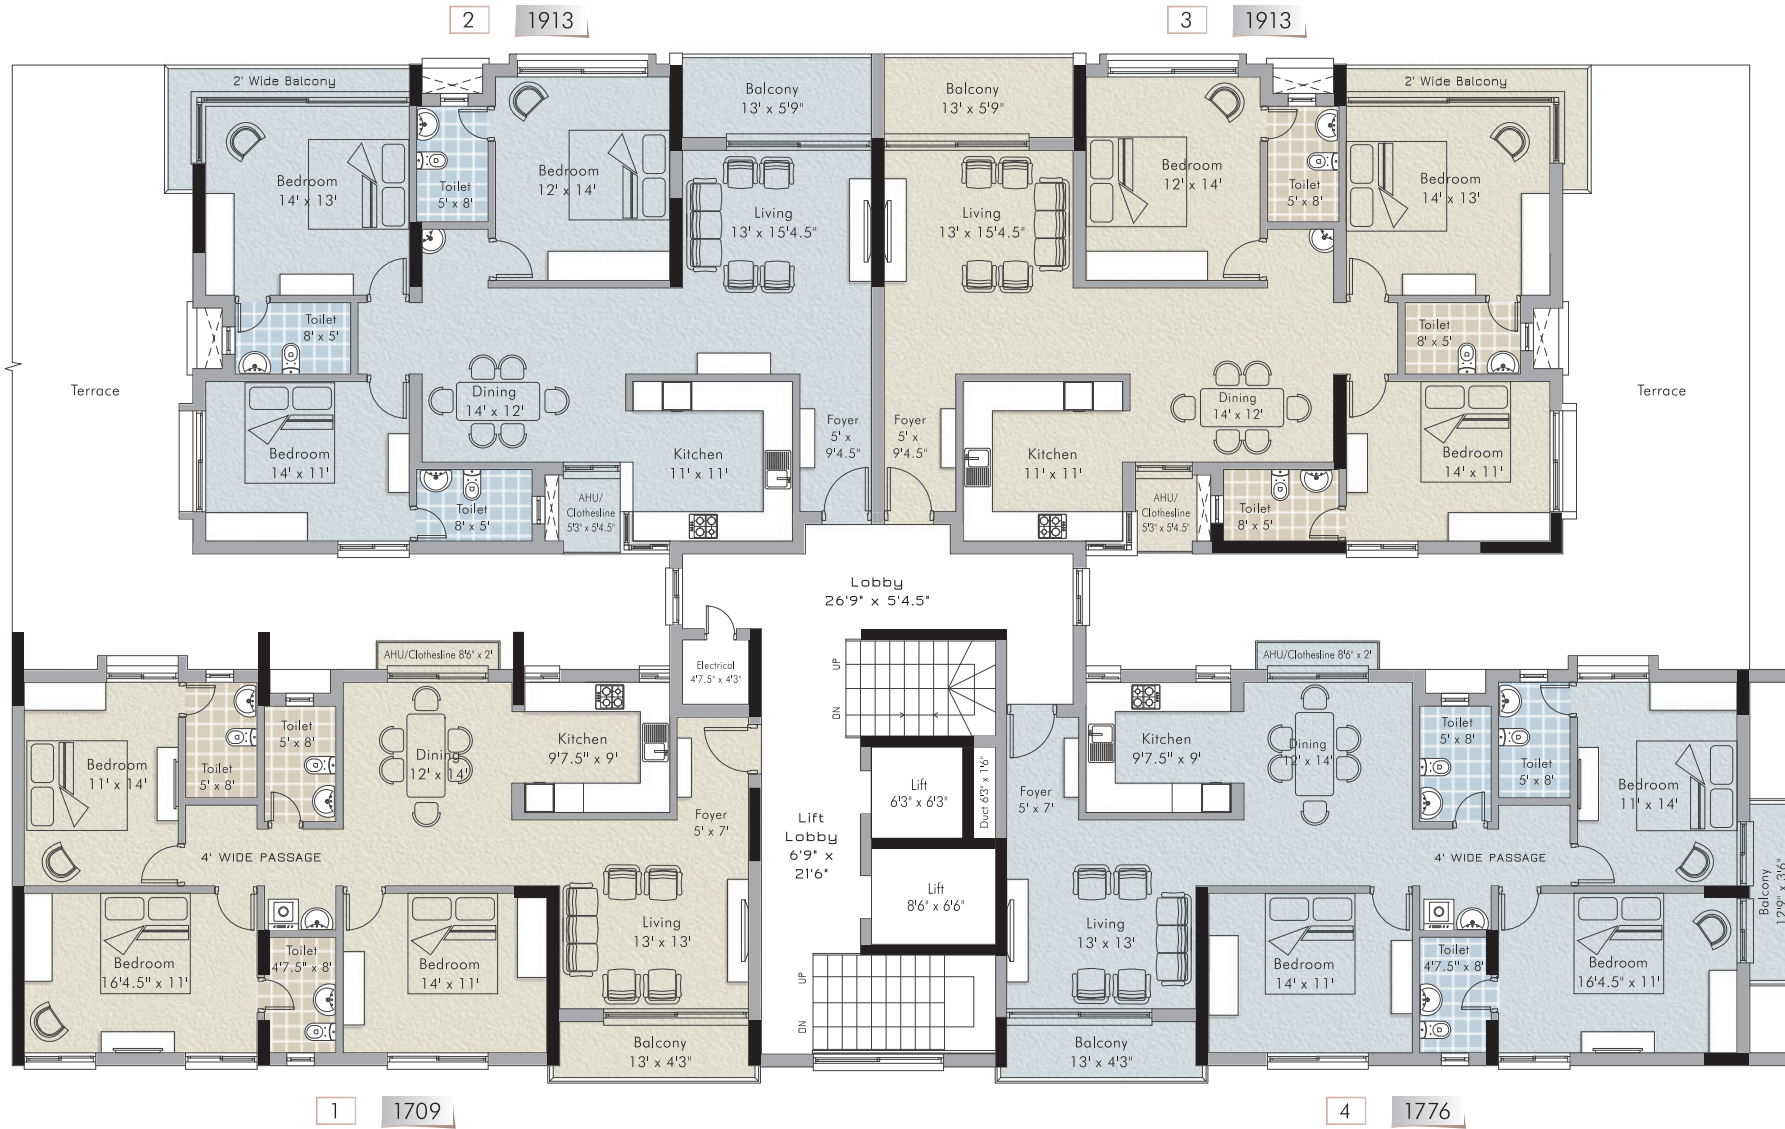 2 1913
3 1913
2' Wide Balcony
Balcony
13' x 5'9"
Balcony
13' x 5'9"
2' Wide Balcony
Bedroom
14' x 13'
Toilet
5' x 8'
Bedroom
12' x 14'
Living
13' x 15'4.5"
Living
13' x 15'4.5"
Bedroom
12' x 14'
Toilet
5' x 8'
Bedroom
14' x 13'
Toilet
8' x 5'
Toilet
8' x 5'
Terrace
Dining
14' x 12'
Foyer
5' x
9'4.5"
Foyer
5' x
9'4.5"
Dining
14' x 12'
Terrace
Bedroom
14' x 11'
Kitchen
11' x 11'
Kitchen
11' x 11'
Bedroom
14' x 11'
Toilet
8' x 5'
AHU/
Clothesline
5'3" x 5'4.5"
AHU/
Clothesline
5'3" x 5'4.5"
Toilet
8' x 5'
Lobby
26'9" x 5'4.5"
AHU/Clothesline 8'6" x 2'
Electrical
4'7.5" x 4'3"
UP
DN
AHU/Clothesline 8'6" x 2'
Bedroom
11' x 14'
Toilet
5' x 8'
Toilet
5' x 8'
Dining
12' x 14'
Kitchen
9'7.5" x 9'
Foyer
5' x 7'
Lift
6'3" x 6'3"
Duct 6'3" x 1'6"
Foyer
5' x 7'
Kitchen
9'7.5" x 9'
Dining
12' x 14'
Toilet
5' x 8'
Toilet
5' x 8'
Bedroom
11' x 14'
Lift
Lobby
6'9" x
21'6"
4' WIDE PASSAGE
4' WIDE PASSAGE
Lift
8'6" x 6'6"
Balcony
12'9" x 3'6"
Bedroom
16'4.5" x 11'
Toilet
4'7.5" x 8'
Bedroom
14' x 11'
Living
13' x 13'
UP
DN
Living
13' x 13'
Bedroom
14' x 11'
Toilet
4'7.5" x 8'
Bedroom
16'4.5" x 11'
Balcony
13' x 4'3"
Balcony
13' x 4'3"
1 1709
4 1776